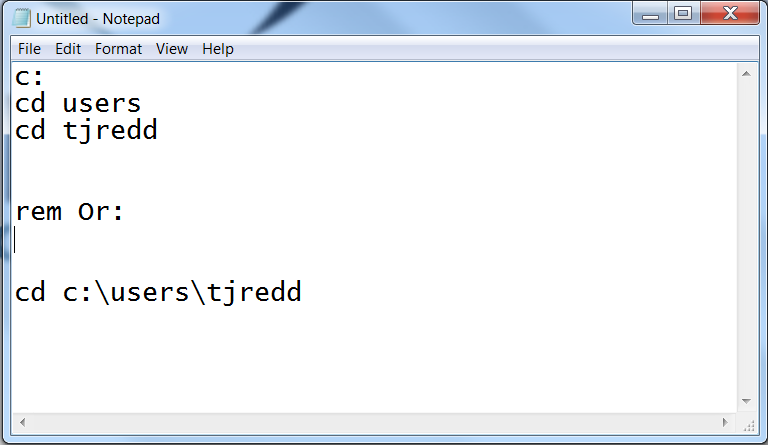 Untitled - Notepad
File Edit Format View Help
c:
cd users
cd tjredd
rem Or:
cd c:\users\tjredd